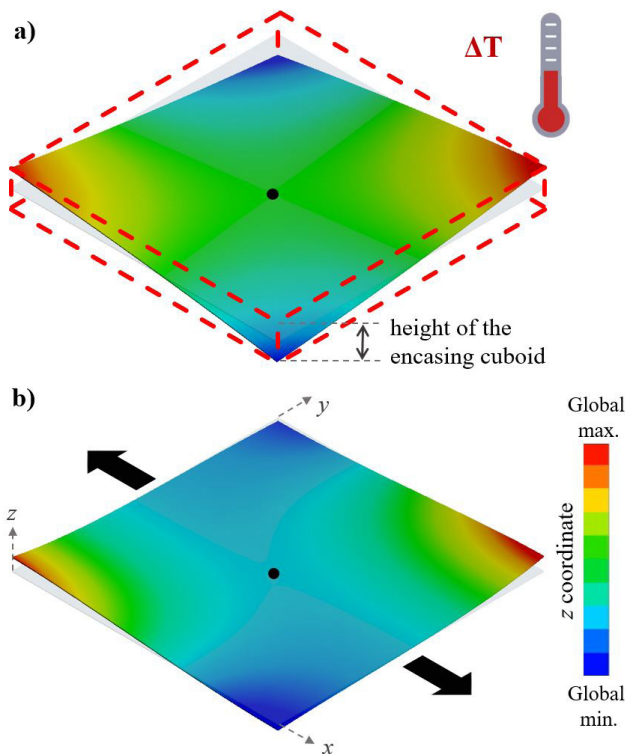 a)
ΔT
height of the
encasing cuboid
b)
y
Global
max.
z
z coordinate
Global
min.
x